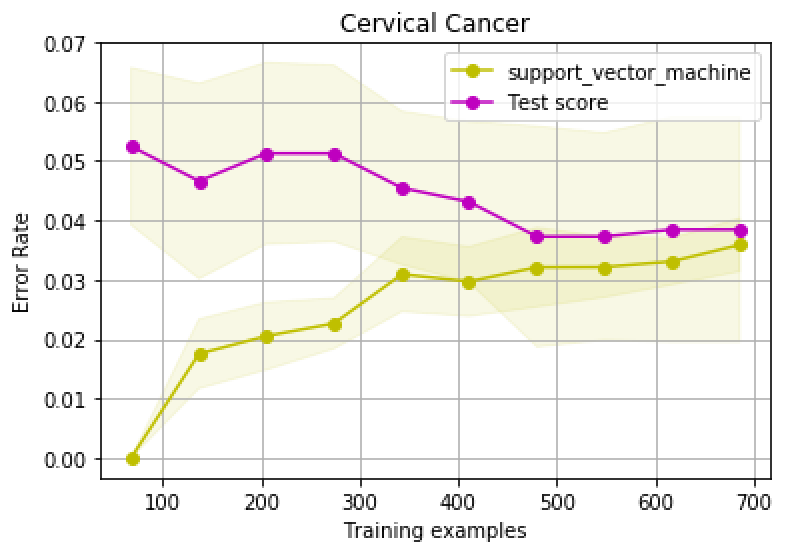 Cervical Cancer
support_vector_machine
Test score
Error Rate
0.07
0.06
0.05
0.04
0.03
0.02
0.01
0.00
100 200 300 400 500 600 700
Training examples